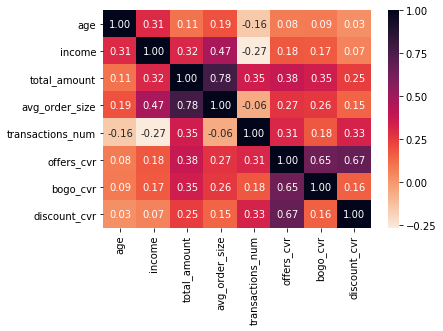 age 1.00 0.31 0.11 0.19 -0.16 0.08 0.09 0.03
income 0.31 1.00 0.32 0.47 -0.27 0.18 0.17 0.07
total_amount 0.11 0.32 1.00 0.78 0.35 0.38 0.35 0.25
avg_order_size 0.19 0.47 0.78 1.00 -0.06 0.27 0.26 0.15
transactions_num -0.16 -0.27 0.35 -0.06 1.00 0.31 0.18 0.33
offers_cvr 0.08 0.18 0.38 0.27 0.31 1.00 0.65 0.67
bogo_cvr 0.09 0.17 0.35 0.26 0.18 0.65 1.00 0.16
discount_cvr 0.03 0.07 0.25 0.15 0.33 0.67 0.16 1.00
age
income
total_amount
avg_order_size
transactions_num
offers_cvr
bogo_cvr
discount_cvr
1.00
0.75
0.50
0.25
0.00
-0.25